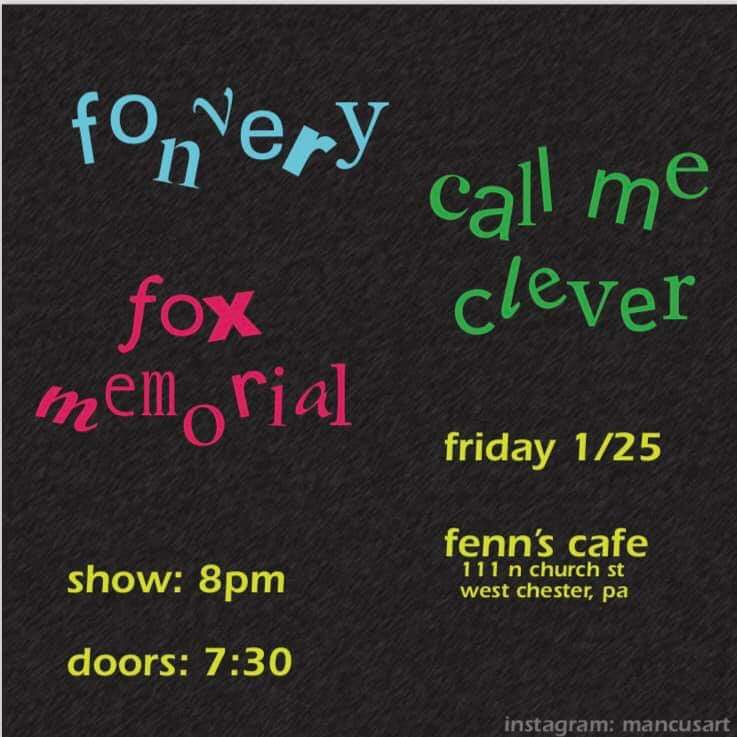 fonvery
call me
clever
fox
memorial
friday 1/25
fenn's cafe
111 n church st
west chester, pa
show: 8pm
doors: 7:30
instagram: mancusart